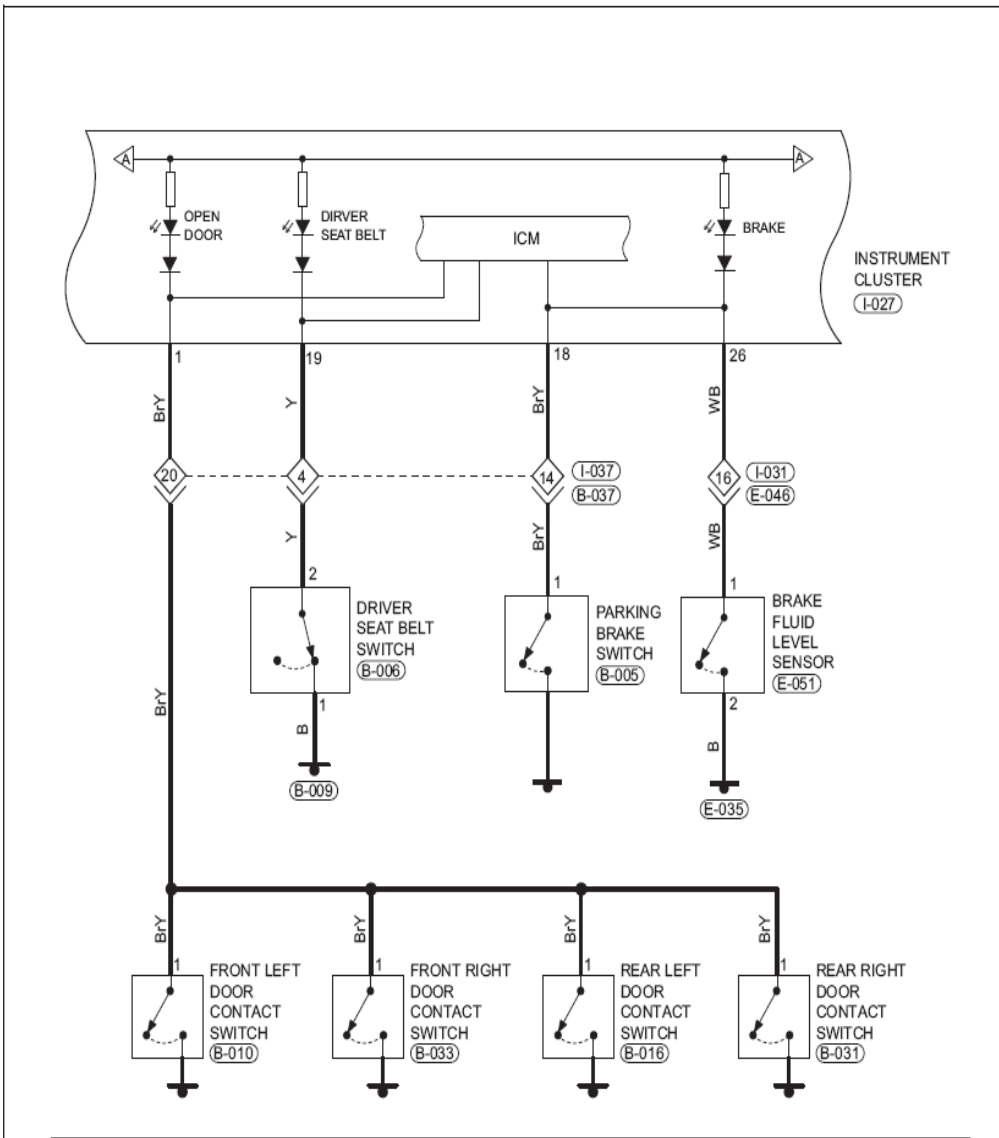 A
A
OPEN
DOOR
DIRVER
SEAT BELT
ICM
BRAKE
INSTRUMENT
CLUSTER
I-027
1
19
18
26
BrY
Y
BrY
WB
20
4
14
I-037
B-037
16
I-031
E-046
Y
BrY
WB
2
DRIVER
SEAT BELT
SWITCH
B-006
1
B
B-009
1
PARKING
BRAKE
SWITCH
B-005
1
BRAKE
FLUID
LEVEL
SENSOR
E-051
2
B
E-035
BrY
BrY
BrY
BrY
BrY
1
FRONT LEFT
DOOR
CONTACT
SWITCH
B-010
1
FRONT RIGHT
DOOR
CONTACT
SWITCH
B-033
1
REAR LEFT
DOOR
CONTACT
SWITCH
B-016
1
REAR RIGHT
DOOR
CONTACT
SWITCH
B-031